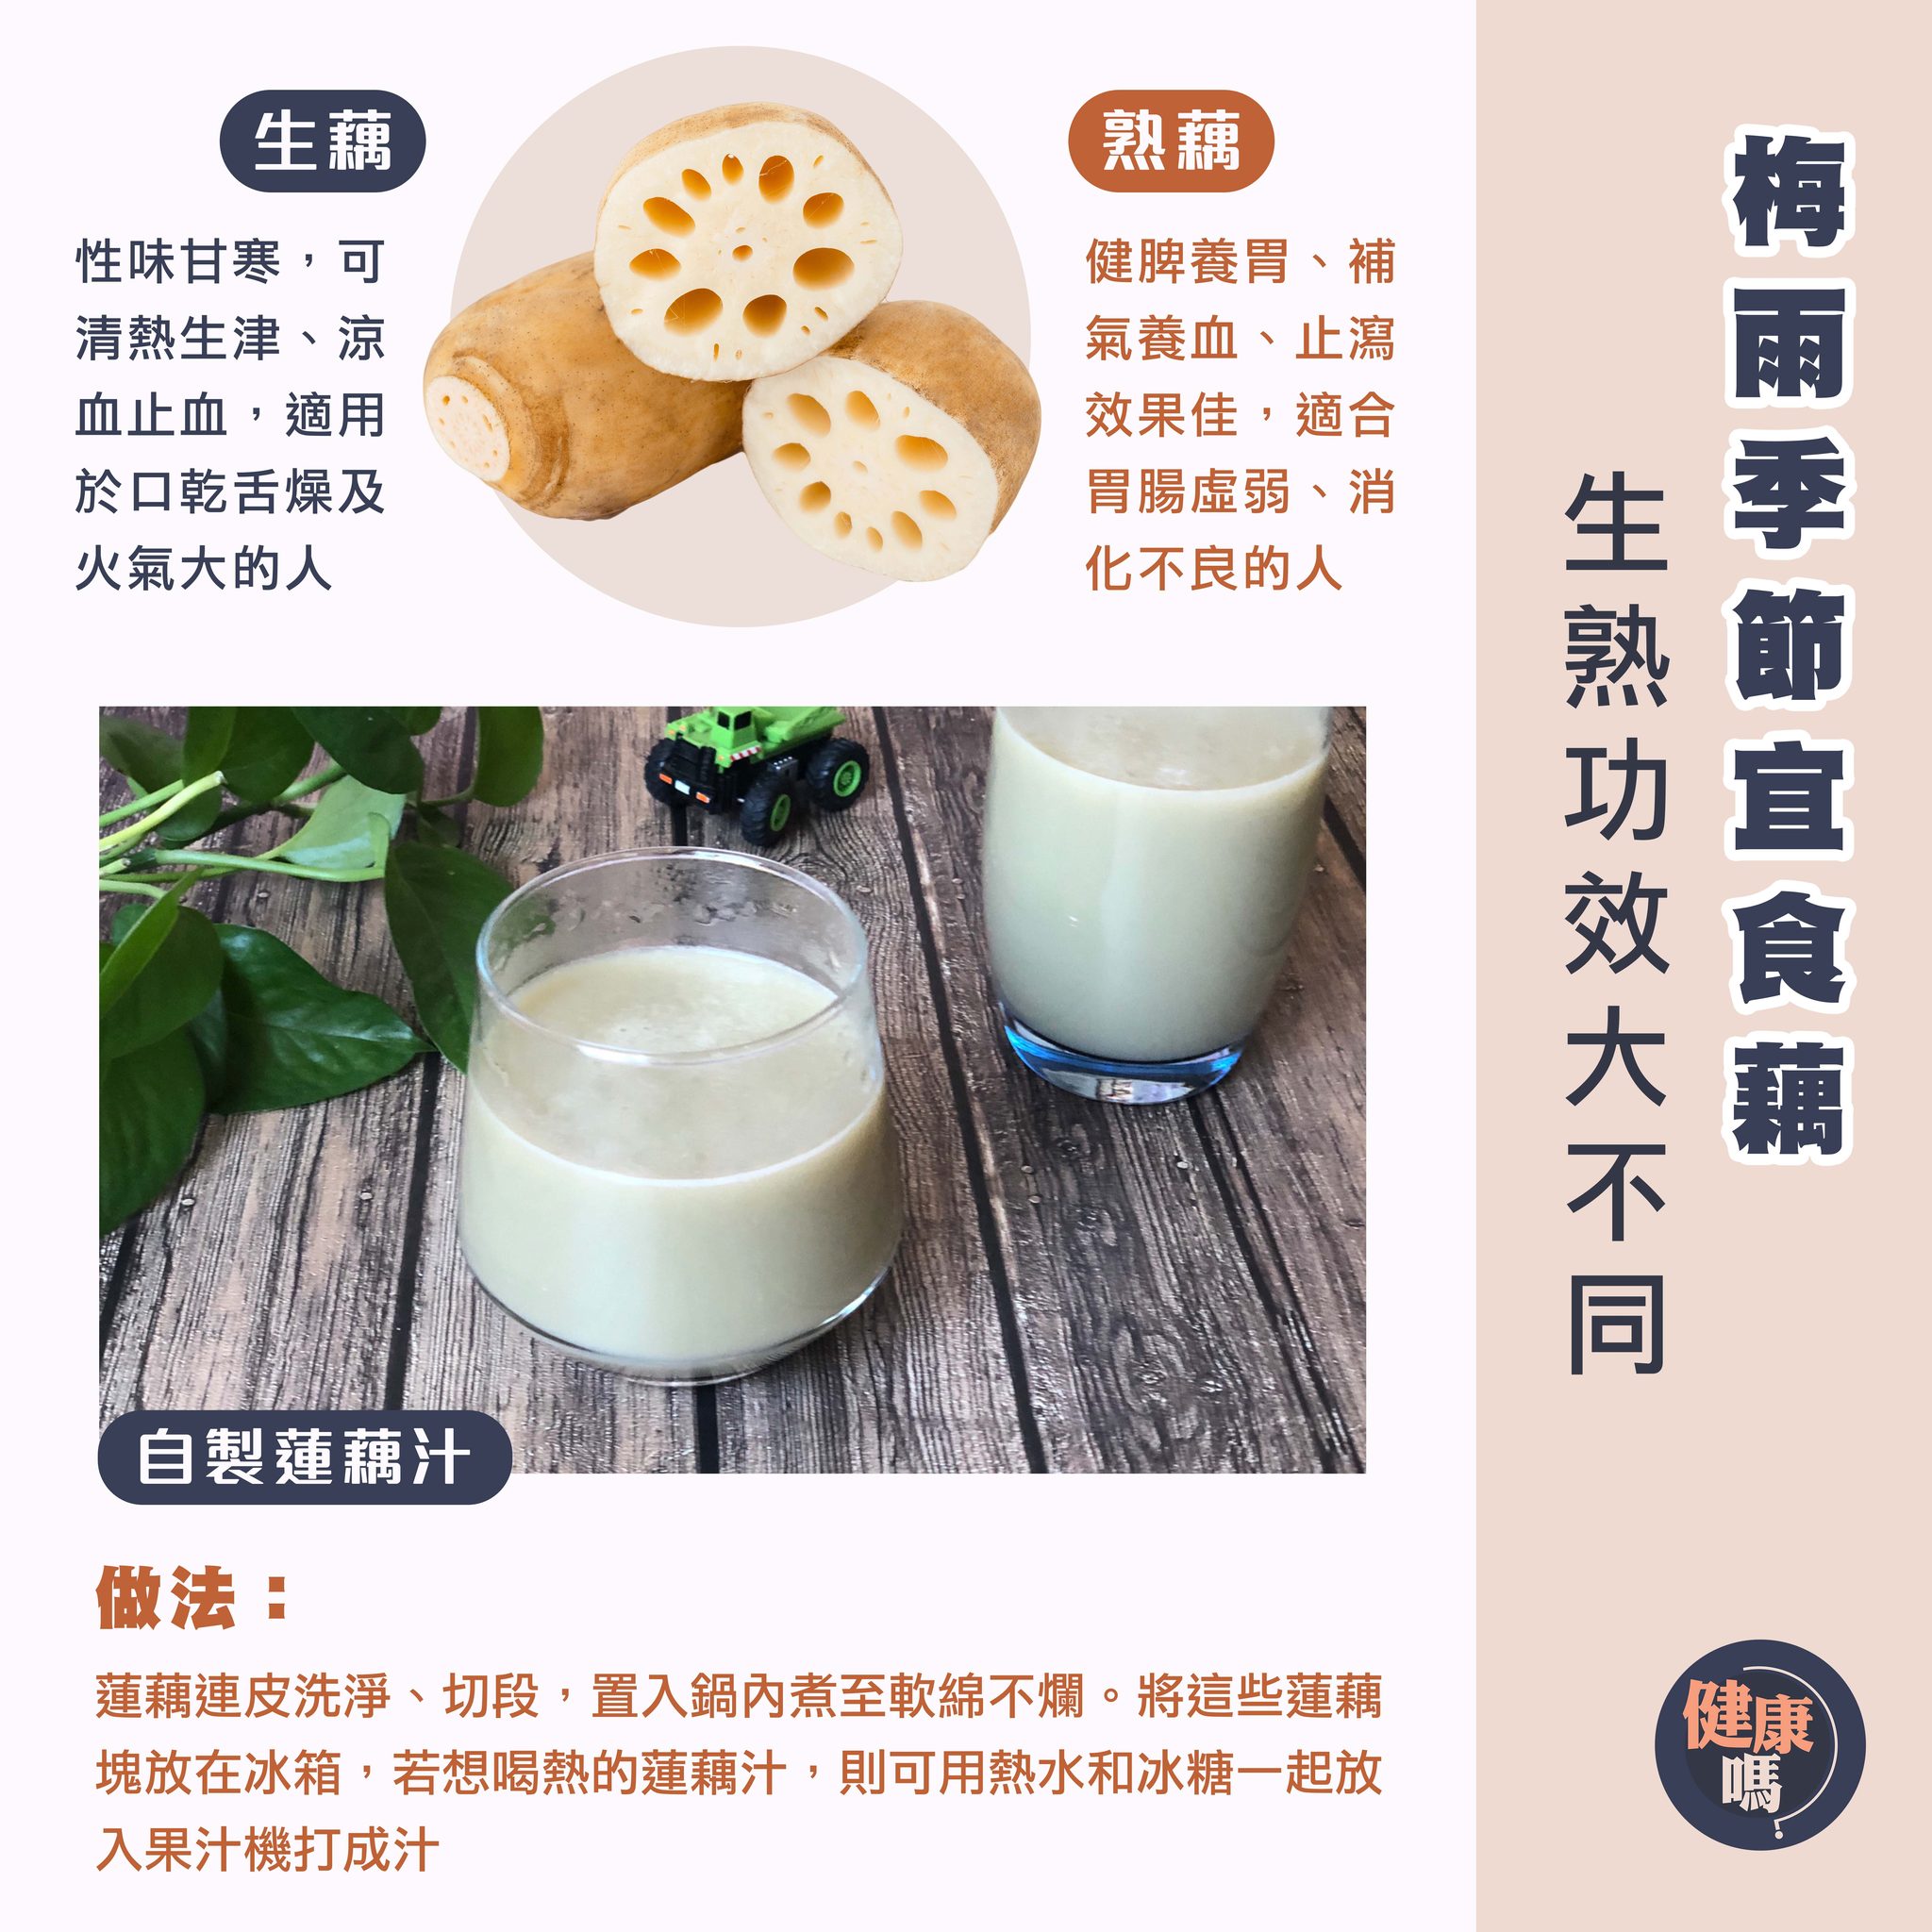 梅雨季節宜食藕
生熟功效大不同
生藕
性味甘寒，可
清熱生津、涼
血止血，適用
於口乾舌燥及
火氣大的人
熟藕
健脾養胃、補
氣養血、止瀉
效果佳，適合
胃腸虛弱、消
化不良的人
自製蓮藕汁
做法：
蓮藕連皮洗淨、切段，置入鍋內煮至軟綿不爛。將這些蓮藕
塊放在冰箱，若想喝熱的蓮藕汁，則可用熱水和冰糖一起放
入果汁機打成汁
健康
嗎?